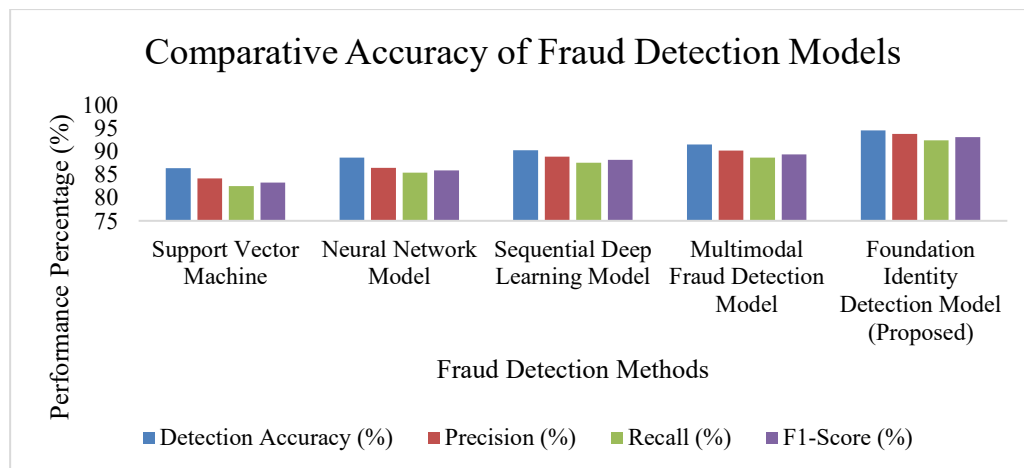 Comparative Accuracy of Fraud Detection Models
Performance Percentage (%)
100
95
90
85
80
75
Support Vector
Machine
Neural Network
Model
Sequential Deep
Learning Model
Multimodal
Fraud Detection
Model
Foundation
Identity
Detection Model
(Proposed)
Fraud Detection Methods
Detection Accuracy (%)
Precision (%)
Recall (%)
F1-Score (%)